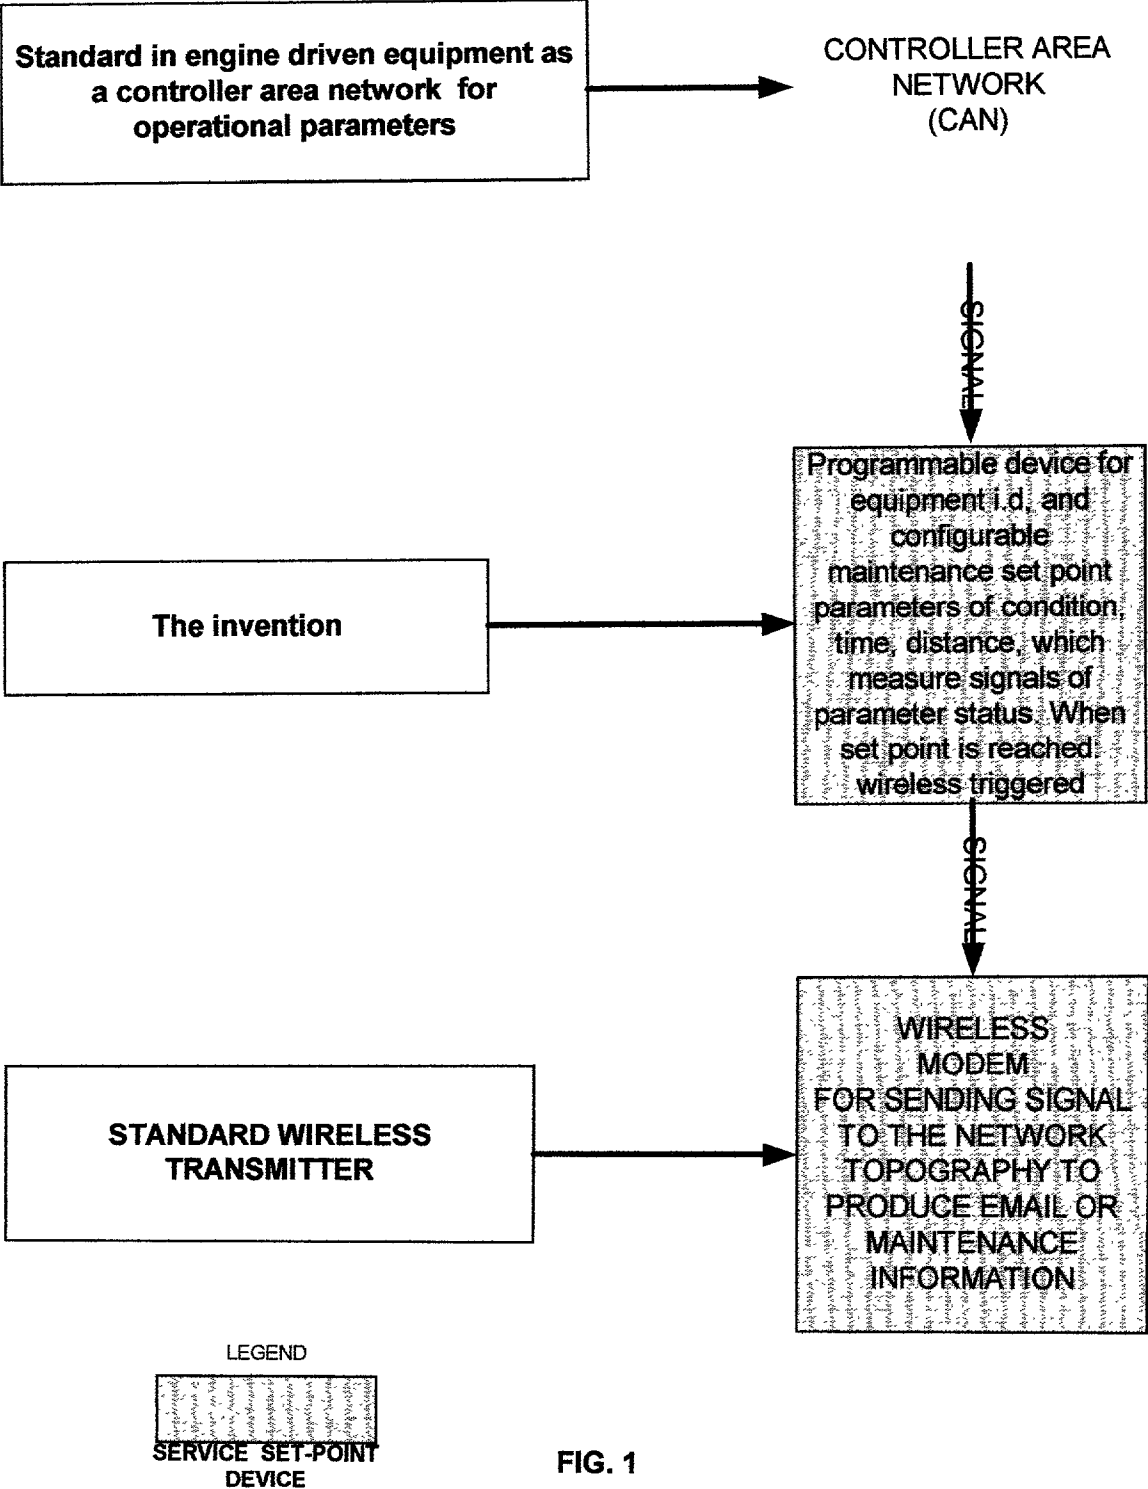 Standard in engine driven equipment as
a controller area network for
operational parameters
CONTROLLER AREA
NETWORK
(CAN)
SIGNAL
Programmable device for
equipment i.d, and
configurable
maintenance set point
parameters of condition,
time, distance, which
measure signals of
parameter status. When
set point is reached.
wireless triggered
The invention
SIGNAL
WIRELESS
MODEM
FOR SENDING SIGNAL
TO THE NETWORK
TOPOGRAPHY TO
PRODUCE EMAIL OR
MAINTENANCE
INFORMATION
STANDARD WIRELESS
TRANSMITTER
LEGEND
SERVICE SET-POINT
DEVICE
FIG. 1